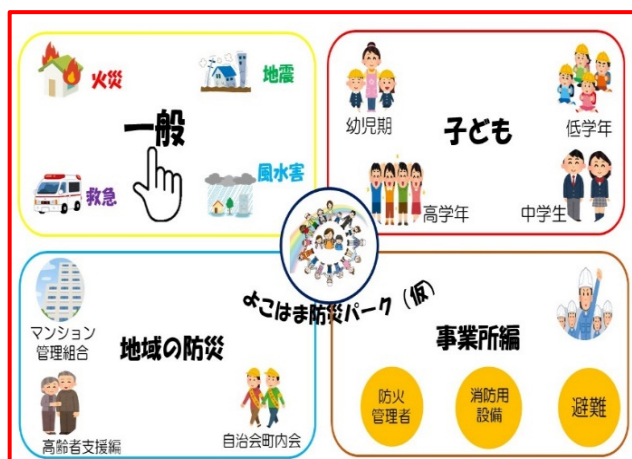 火災
地震
一般
救急
風水害
幼児期
子ども
低学年
高学年
中学生
よこはま防災パーク（仮）
マンション
管理組合
地域の防災
高齢者支援編
自治会町内会
事業所編
防火
管理者
消防用
設備
避難